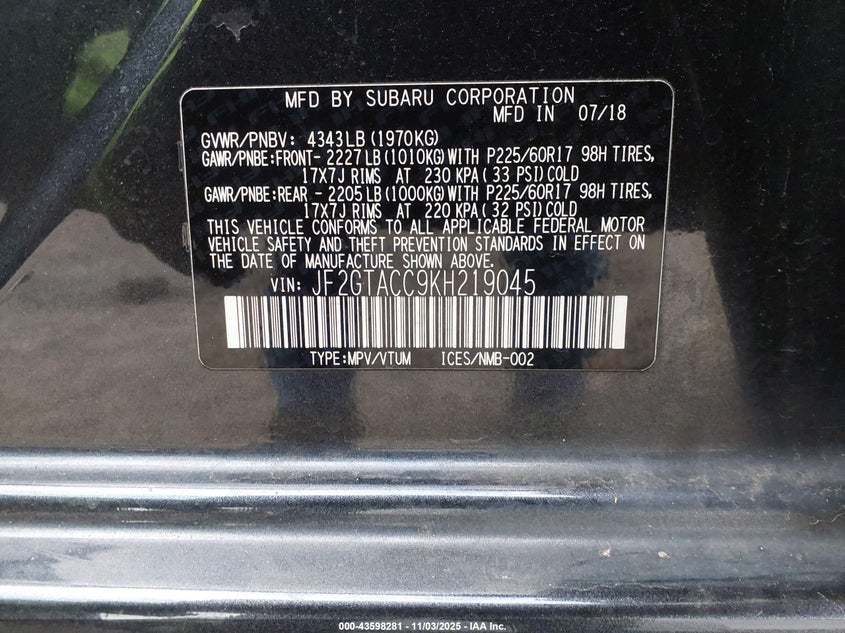 MFD BY SUBARU CORPORATION
MFD IN 07/18
GVWR/PNBV: 4343LB (1970KG)
GAWR/PNBE:FRONT- 2227 LB (1010KG) WITH P225/60R17 98H TIRES,
17X7J RIMS AT 230 KPA ( 33 PSI) COLD
GAWR/PNBE:REAR - 2205 LB (1000KG) WITH P225/60R17 98H TIRES,
17X7J RIMS AT 220 KPA ( 32 PSI) COLD
THIS VEHICLE CONFORMS TO ALL APPLICABLE FEDERAL MOTOR
VEHICLE SAFETY AND THEFT PREVENTION STANDARDS IN EFFECT ON
THE DATE OF MANUFACTURE SHOWN ABOVE.
VIN: JF2GTACC9KH219045
TYPE:MPV/VTUM ICES/NMB-002
000-43598281 - 11/03/2025 - IAA Inc.